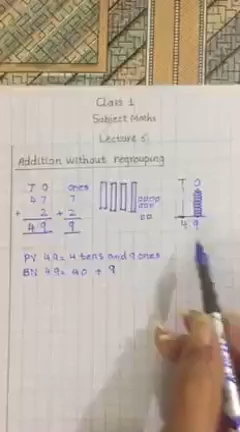 Class 1
Subject Maths
Lecture 5
Addition without regrouping
T O ones T O
4 7 7
+ 2 + 2
4 9 9 4 9
PV 49= 4 tens and 9 ones
BN 49= 40 + 9